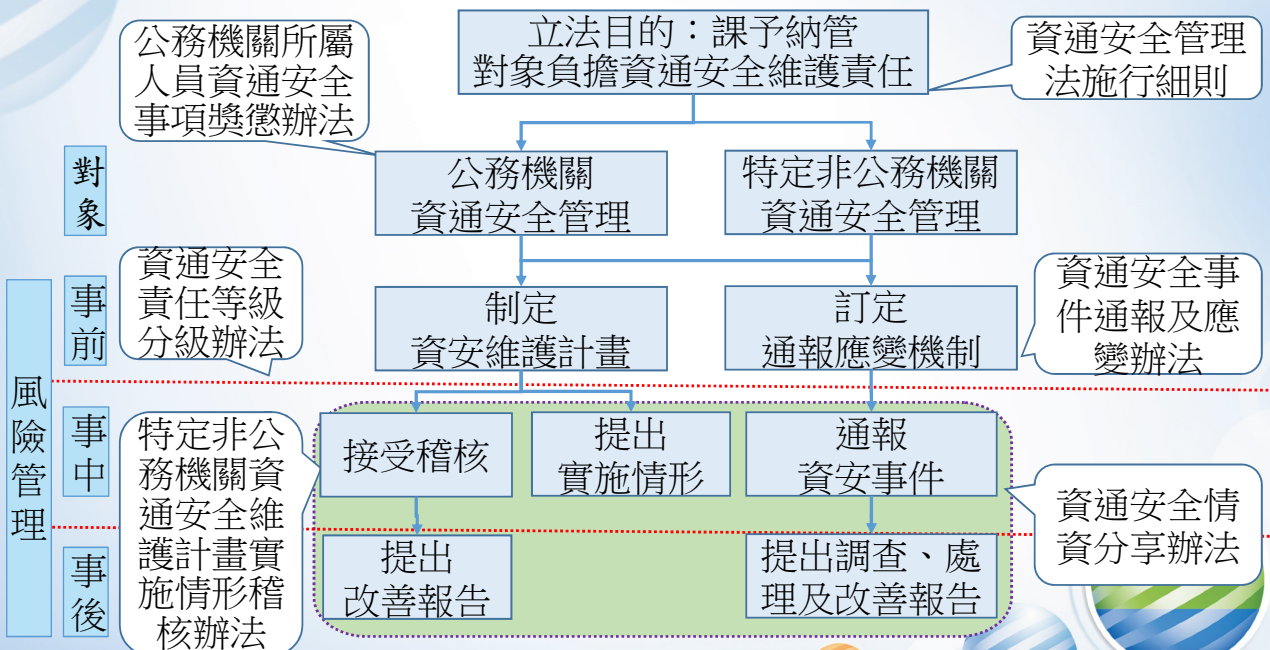 公務機關所屬
人員資通安全
事項獎懲辦法
立法目的：課予納管
對象負擔資通安全維護責任
資通安全管理
法施行細則
對
象
公務機關
資通安全管理
特定非公務機關
資通安全管理
風
險
管
理
事
前
資通安全
責任等級
分級辦法
制定
資安維護計畫
訂定
通報應變機制
資通安全事
件通報及應
變辦法
事
中
特定非公
務機關資
通安全維
護計畫實
施情形稽
核辦法
接受稽核
提出
實施情形
通報
資安事件
資通安全情
資分享辦法
事
後
提出
改善報告
提出調查、處
理及改善報告